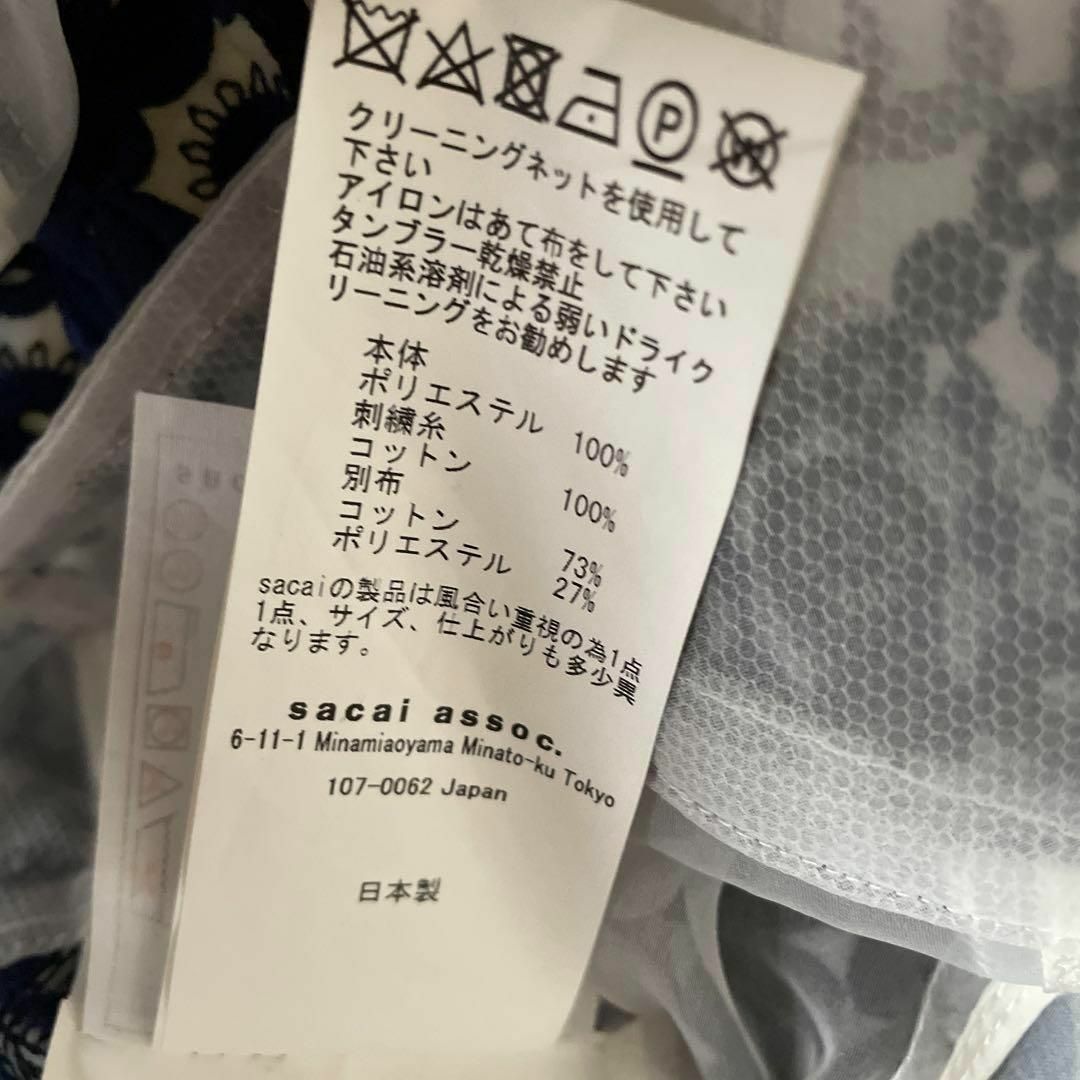 P
W
クリーニングネットを使用して
下さい
アイロンはあて布をして下さい
タンブラー乾燥禁止
石油系溶剤による弱いドライク
リーニングをお勧めします
本体
ポリエステル 100%
刺繍糸
コットン 100%
別布
コットン 73%
ポリエステル 27%
sacaiの製品は風合い重視の為1点
1点、サイズ、仕上がりも多少異
なります。
sacai assoc.
6-11-1 Minamiaoyama Minato-ku Tokyo
107-0062 Japan
日本製